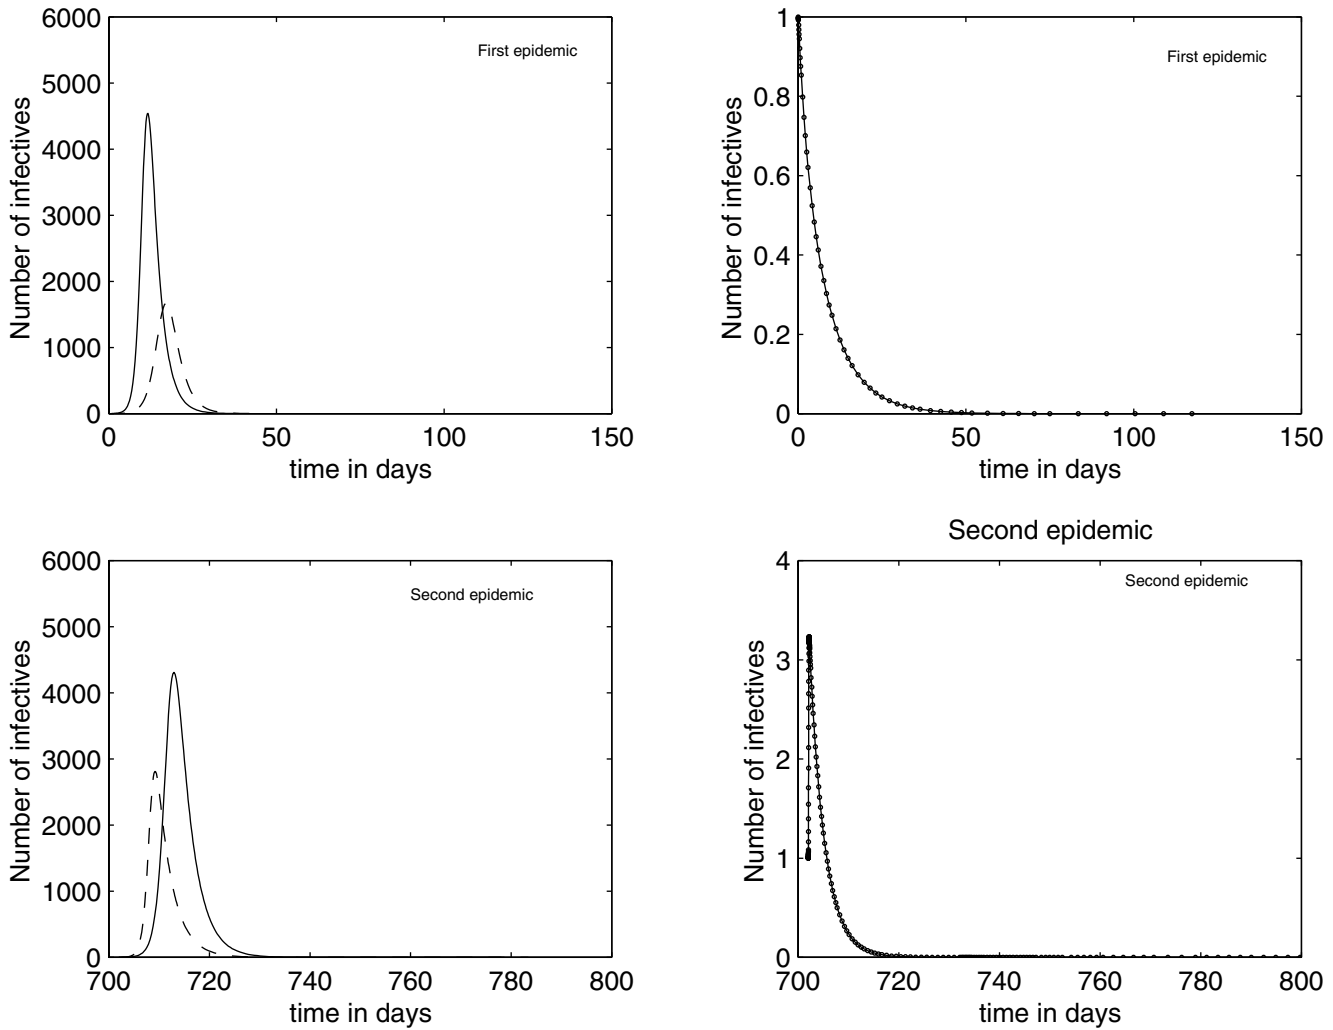 6000
5000
4000
3000
2000
1000
0
Number of infectives
First epidemic
0 50 100 150
time in days
1
0.8
0.6
0.4
0.2
0
Number of infectives
First epidemic
0 50 100 150
time in days
6000
5000
4000
3000
2000
1000
0
Number of infectives
Second epidemic
700 720 740 760 780 800
time in days
Second epidemic
4
3
2
1
0
Number of infectives
Second epidemic
700 720 740 760 780 800
time in days